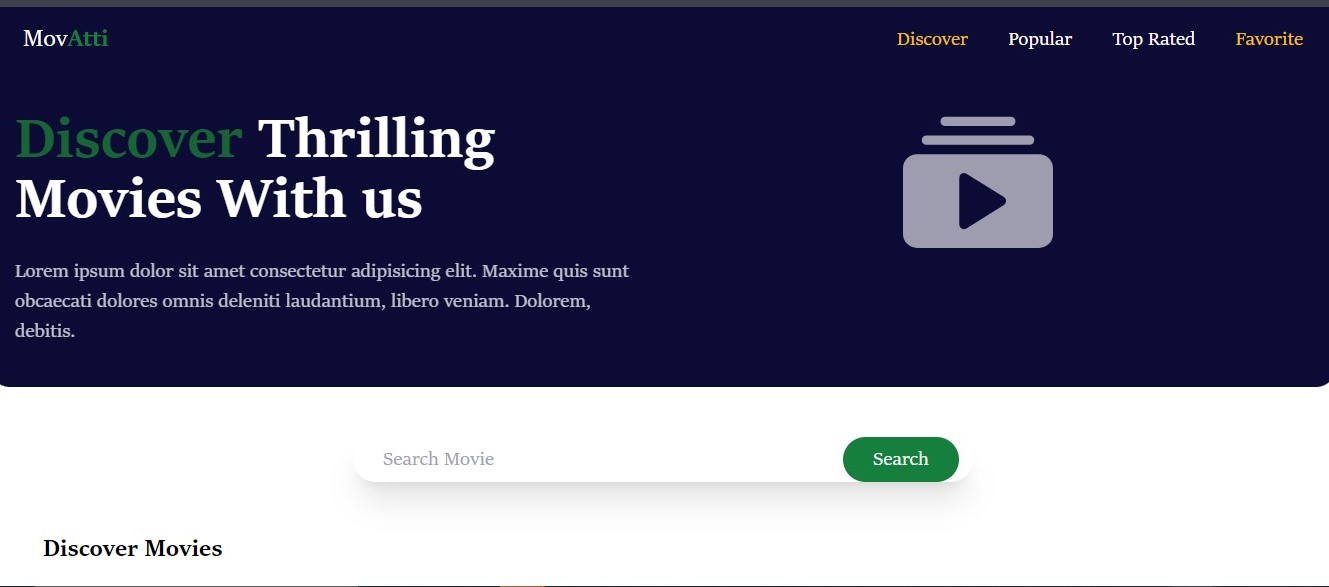 MovAtti
Discover Popular Top Rated Favorite
Discover Thrilling
Movies With us
Lorem ipsum dolor sit amet consectetur adipisicing elit. Maxime quis sunt
obcaecati dolores omnis deleniti laudantium, libero veniam. Dolorem,
debitis.
Search Movie Search
Discover Movies